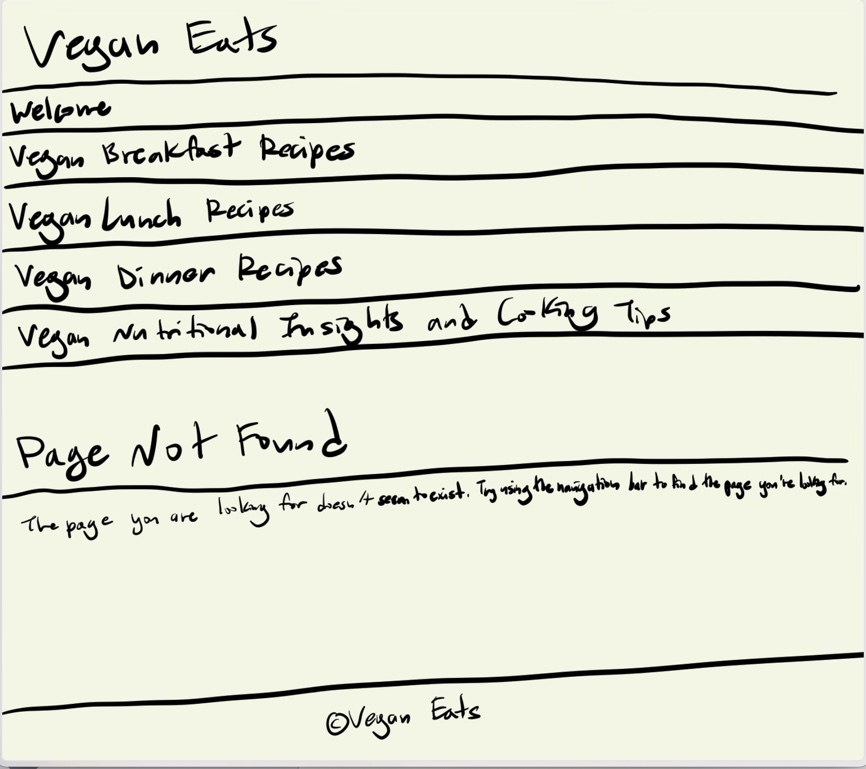 Vegan Eats
Welcome
Vegan Breakfast Recipes
Vegan Lunch Recipes
Vegan Dinner Recipes
Vegan Nutritional Insights and Cooking Tips
Page Not Found
The page you are looking for doesn't seem to exist. Try using the navigation bar to find the page you're looking for.
©Vegan Eats